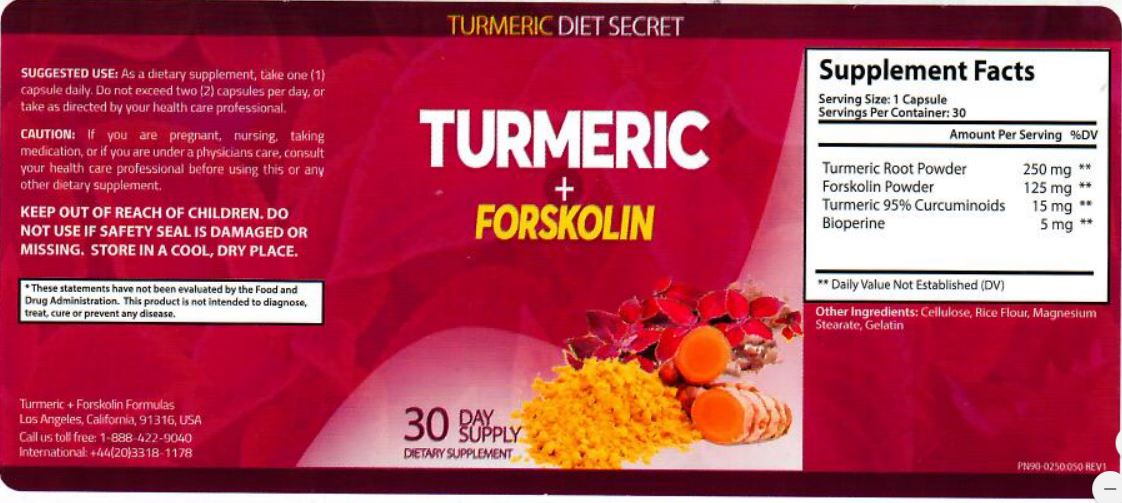 TURMERIC DIET SECRET
SUGGESTED USE: As a dietary supplement, take one (1)
capsule daily. Do not exceed two (2) capsules per day, or
take as directed by your health care professional.
CAUTION: If you are pregnant, nursing, taking
medication, or if you are under a physicians care, consult
your health care professional before using this or any
other dietary supplement.
KEEP OUT OF REACH OF CHILDREN. DO
NOT USE IF SAFETY SEAL IS DAMAGED OR
MISSING. STORE IN A COOL, DRY PLACE.
* These statements have not been evaluated by the Food and
Drug Administration. This product is not intended to diagnose,
treat, cure or prevent any disease.
Turmeric + Forskolin Formulas
Los Angeles, California, 91316, USA
Call us toll free: 1-888-422-9040
International: +44(20)3318-1178
TURMERIC
+
FORSKOLIN
30 DAY
SUPPLY
DIETARY SUPPLEMENT
Supplement Facts
Serving Size: 1 Capsule
Servings Per Container: 30
Amount Per Serving %DV
Turmeric Root Powder 250 mg **
Forskolin Powder 125 mg **
Turmeric 95% Curcuminoids 15 mg **
Bioperine 5 mg **
** Daily Value Not Established (DV)
Other Ingredients: Cellulose, Rice Flour, Magnesium
Stearate, Gelatin
PN90-0250.050 REV1